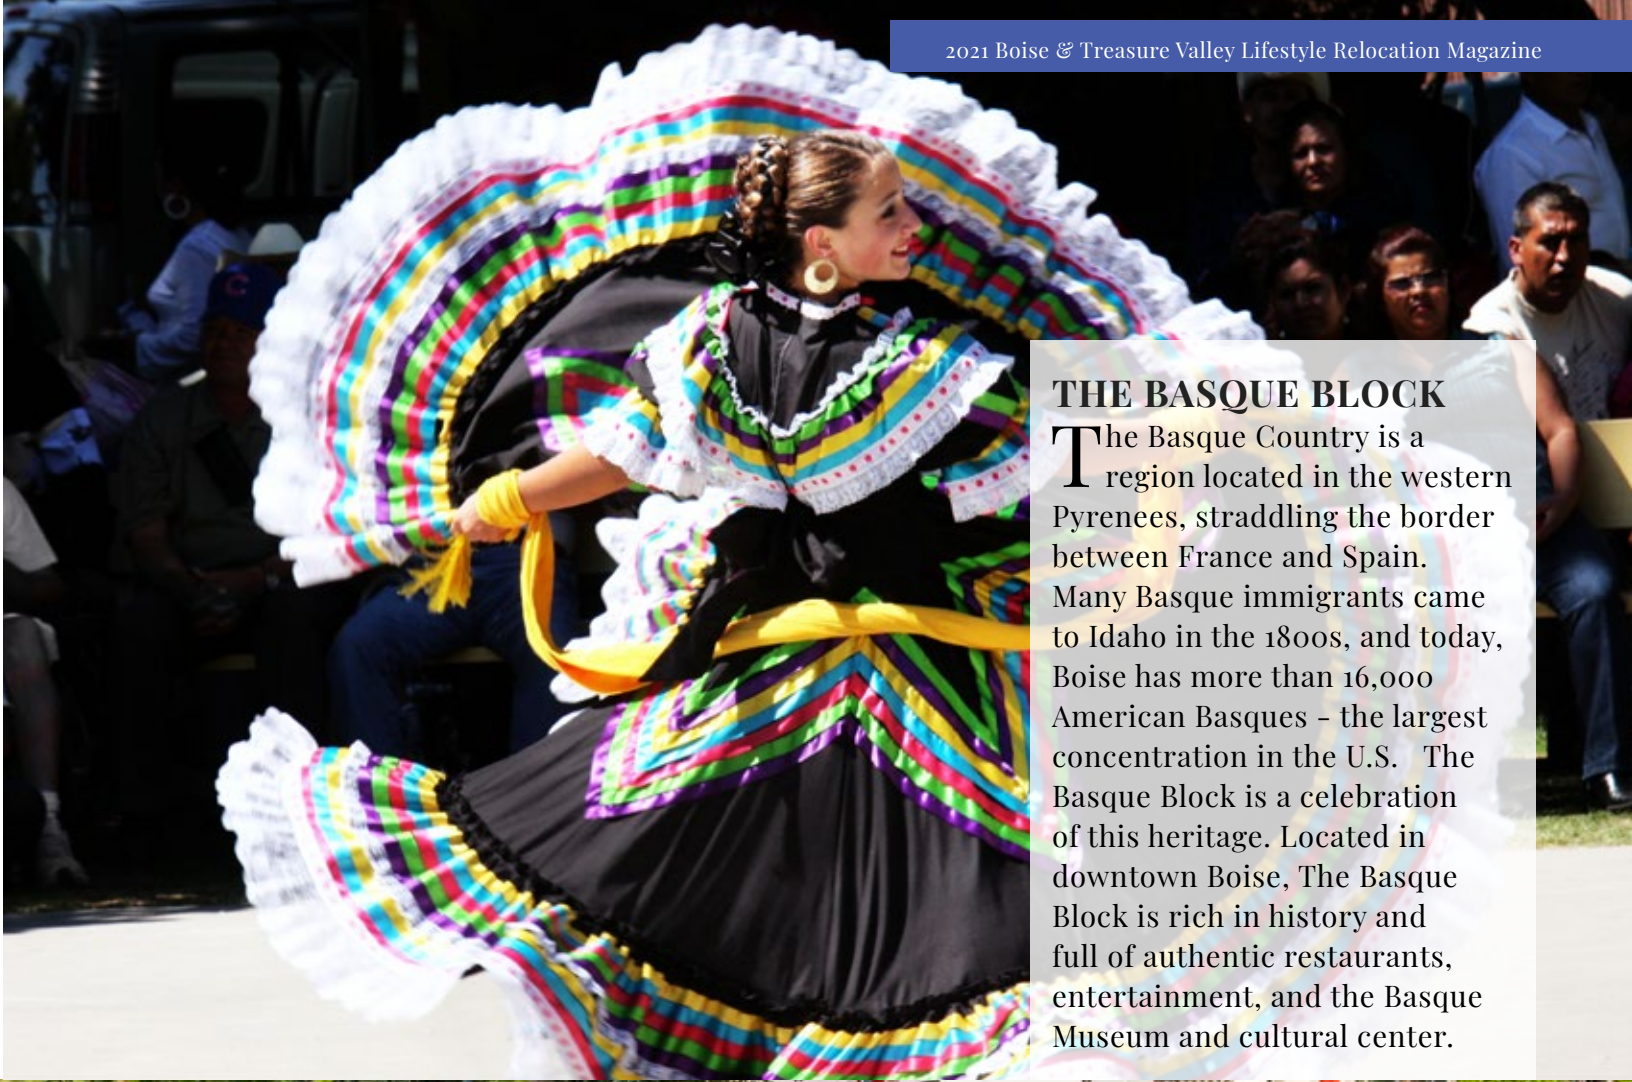 2021 Boise & Treasure Valley Lifestyle Relocation Magazine
C
THE BASQUE BLOCK
The Basque Country is a
region located in the western
Pyrenees, straddling the border
between France and Spain.
Many Basque immigrants came
to Idaho in the 1800s, and today,
Boise has more than 16,000
American Basques - the largest
concentration in the U.S.   The
Basque Block is a celebration
of this heritage. Located in
downtown Boise, The Basque
Block is rich in history and
full of authentic restaurants,
entertainment, and the Basque
Museum and cultural center.